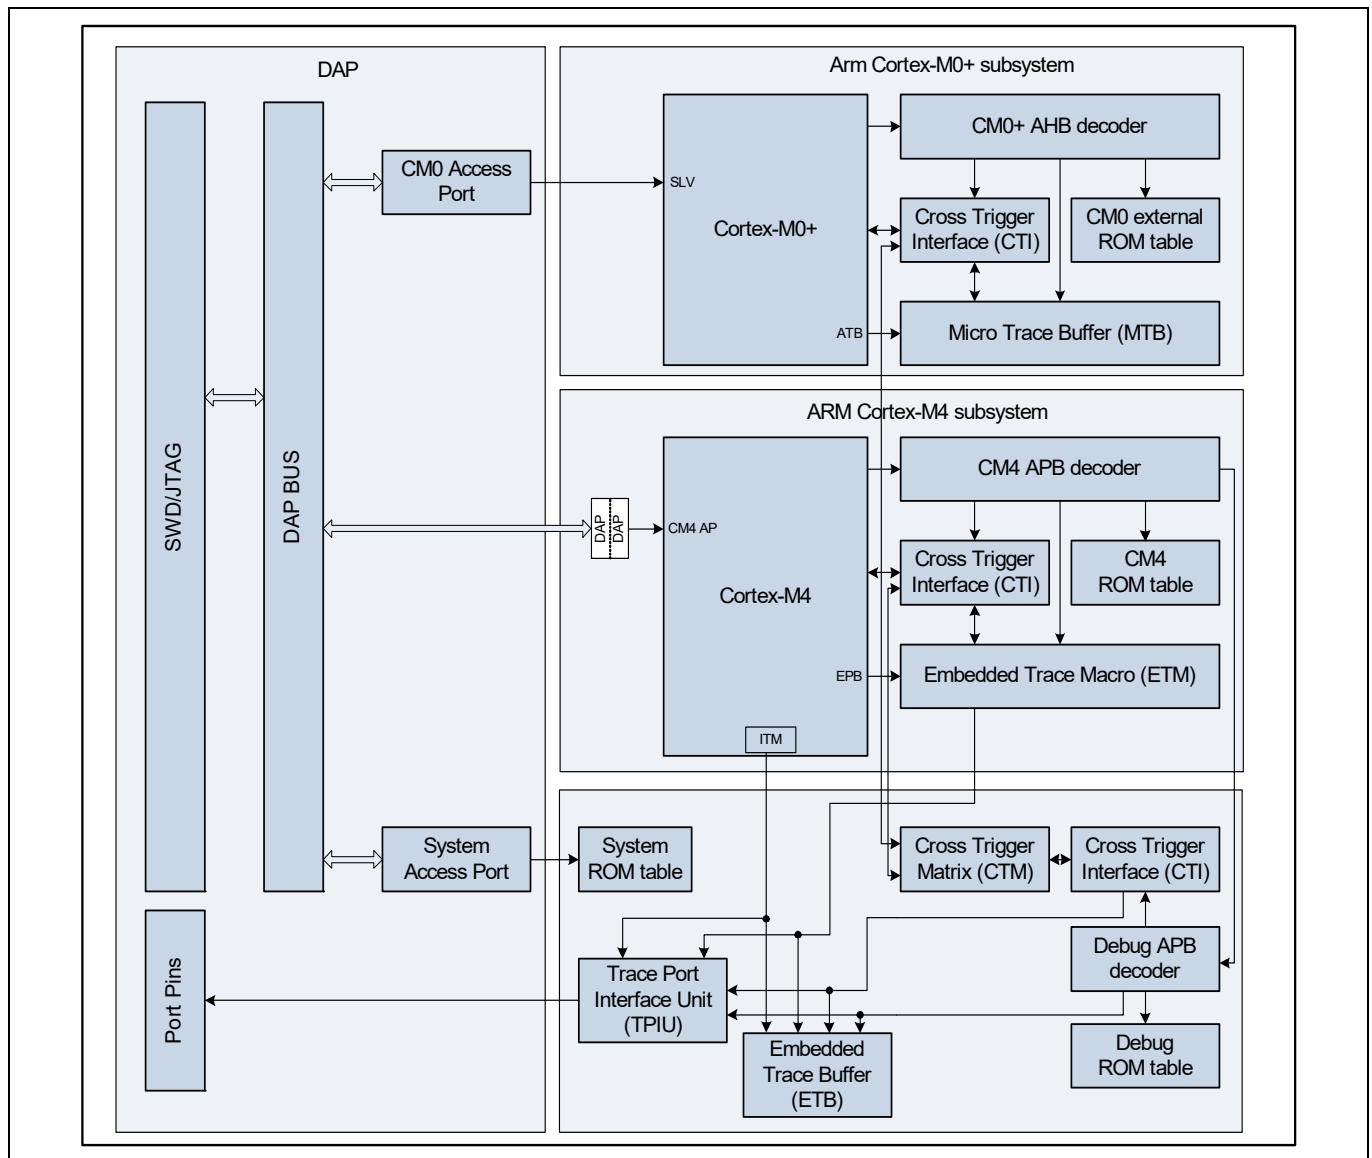 DAP
SWD/JTAG
DAP BUS
CM0 Access
Port
System
Access Port
Port Pins
Arm Cortex-M0+ subsystem
SLV
Cortex-M0+
ATB
CM0+ AHB decoder
Cross Trigger
Interface (CTI)
CM0 external
ROM table
Micro Trace Buffer (MTB)
ARM Cortex-M4 subsystem
DAP
DAP
CM4 AP
Cortex-M4
EPB
ITM
CM4 APB decoder
Cross Trigger
Interface (CTI)
CM4
ROM table
Embedded Trace Macro (ETM)
System
ROM table
Cross Trigger
Matrix (CTM)
Cross Trigger
Interface (CTI)
Trace Port
Interface Unit
(TPIU)
Debug APB
decoder
Embedded
Trace Buffer
(ETB)
Debug
ROM table